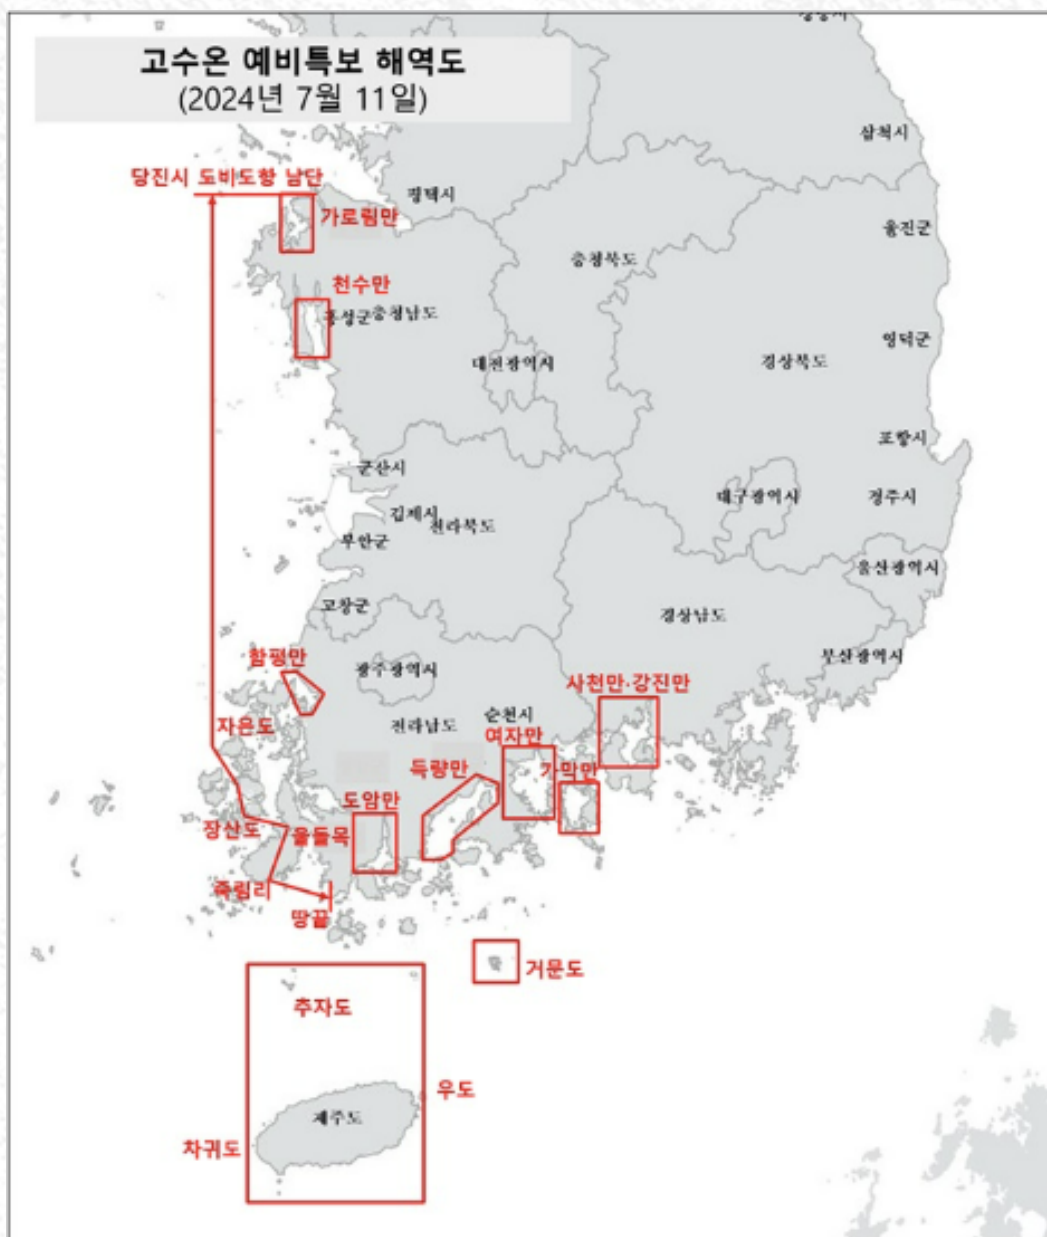 고수온 예비특보 해역도
(2024년 7월 11일)
삼척시
당진시 도비도항 남단
평택시
가로림만
울진군
충청북도
천수만
홍성군
충청남도
영덕군
대전광역시
경상북도
포항시
군산시
대구광역시
경주시
김제시
전라북도
부안군
울산광역시
고창군
경상남도
함평만
광주광역시
부산광역시
사천만·강진만
자은도
전라남도
순천시
여자만
득량만
가막만
도암만
장산도
울돌목
죽림리
땅끝
거문도
추자도
우도
제주도
차귀도